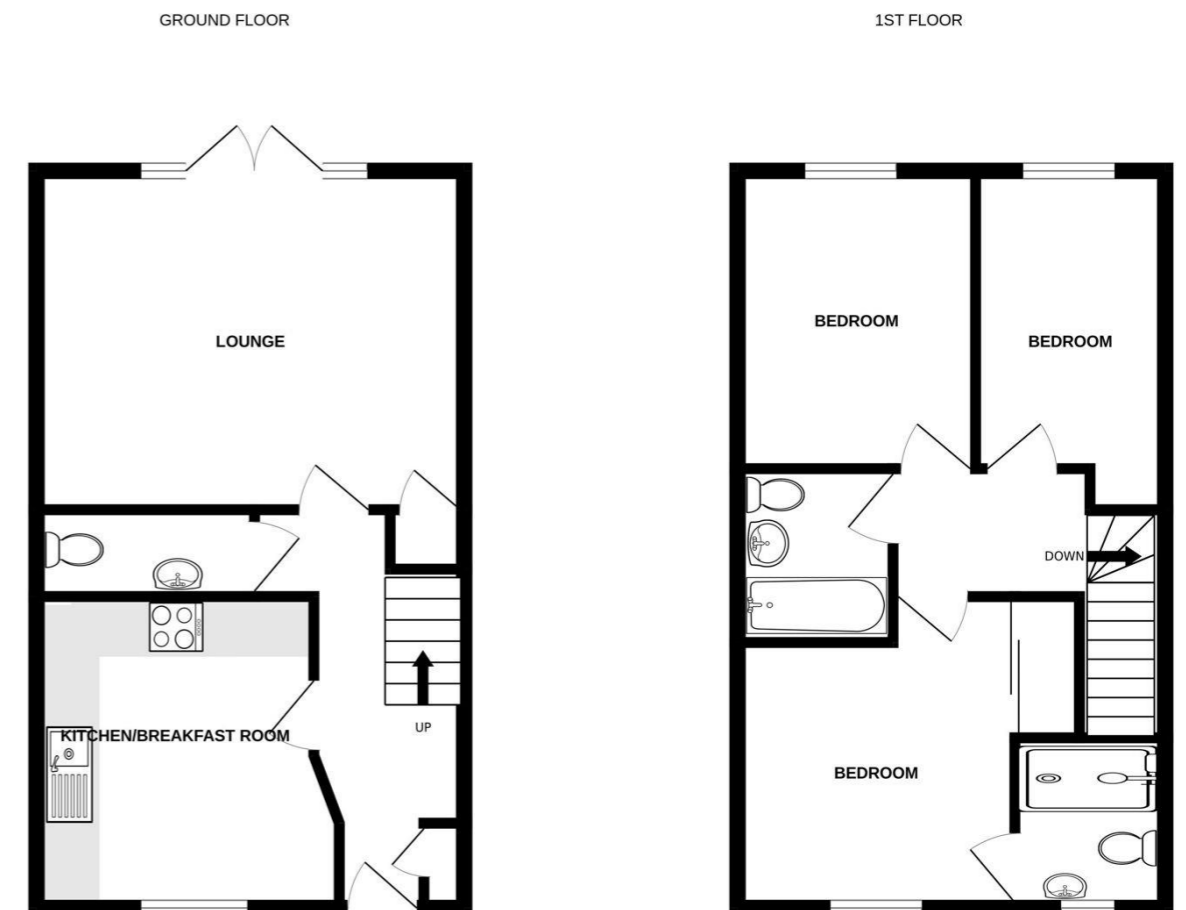 GROUND FLOOR
LOUNGE
KITCHEN/BREAKFAST ROOM
UP
1ST FLOOR
BEDROOM
BEDROOM
DOWN
BEDROOM